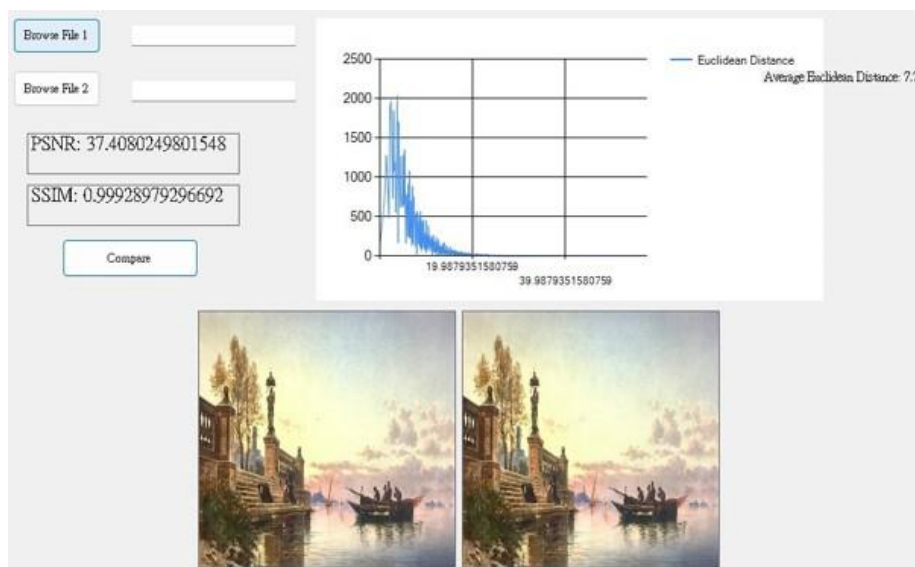 Browse File 1
Browse File 2
PSNR: 37.4080249801548
SSIM: 0.99928979296692
Compare
2500
2000
1500
1000
500
0
19.9879351580759
39.9879351580759
Euclidean Distance
Average Euclidean Distance: 7.